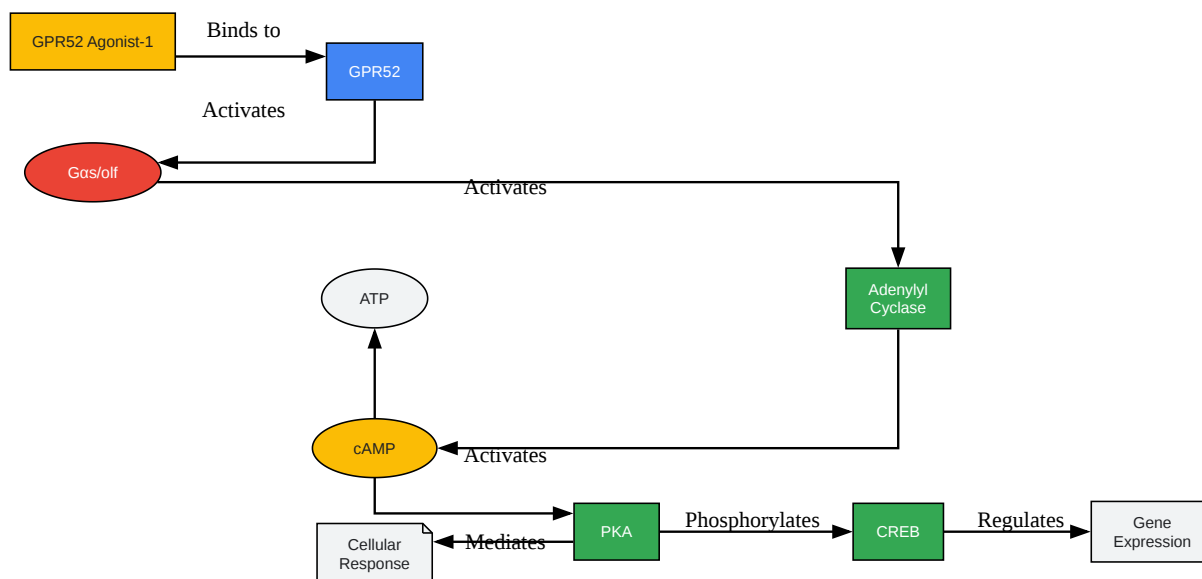 GPR52 Agonist-1
Binds to
GPR52
Activates
Gαs/olf
Activates
Adenylyl
Cyclase
ATP
cAMP
Activates
PKA
Phosphorylates
CREB
Regulates
Gene
Expression
Mediates
Cellular
Response